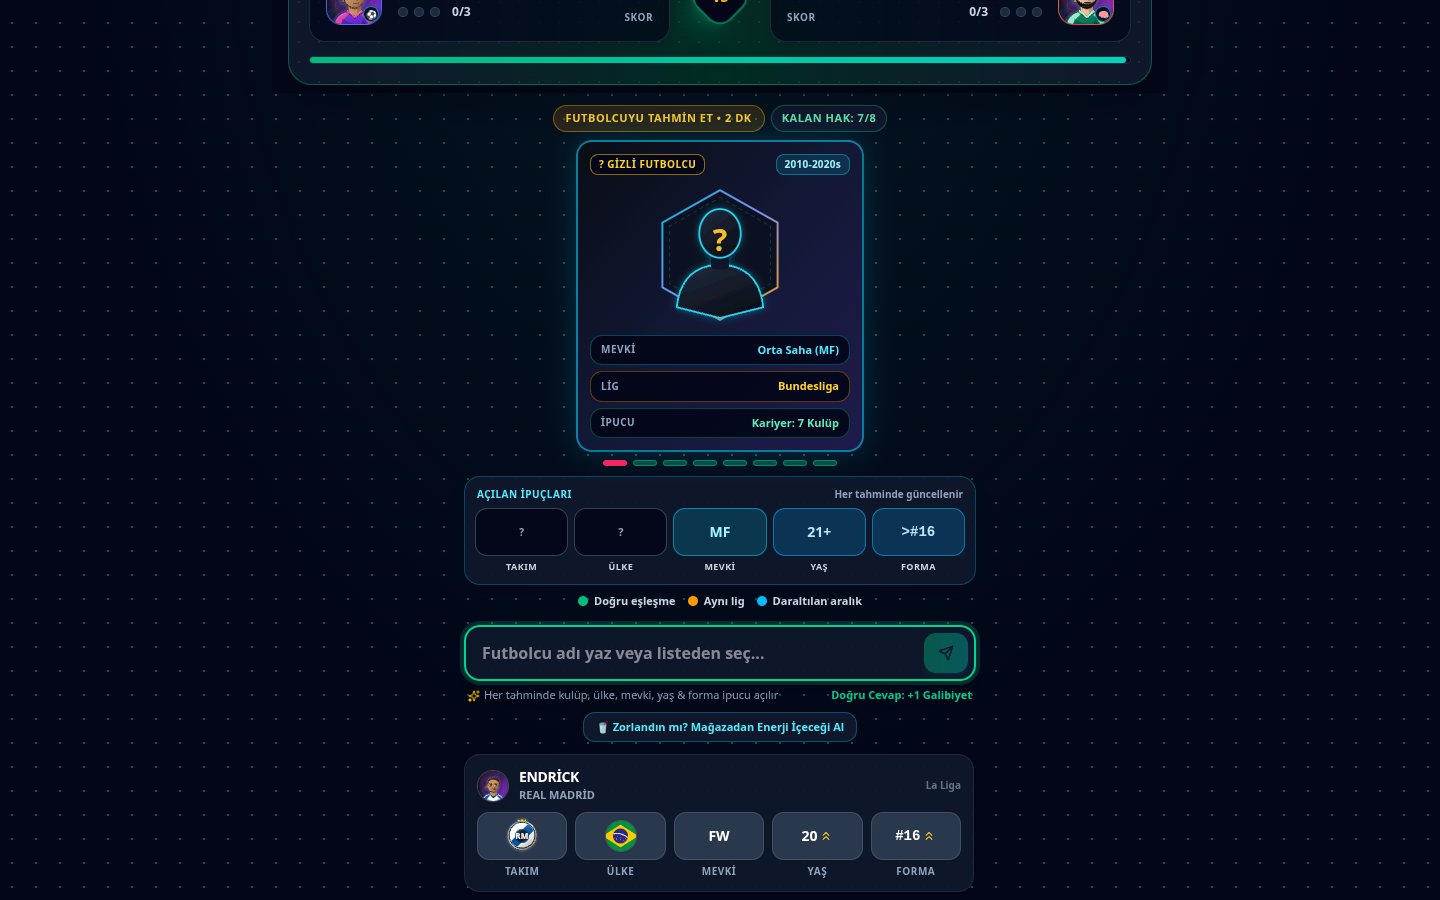 0/3
SKOR
VS
SKOR
0/3
FUTBOLCUYU TAHMİN ET • 2 DK
KALAN HAK: 7/8
? GİZLİ FUTBOLCU
2010-2020s
?
MEVKİ
Orta Saha (MF)
LİG
Bundesliga
İPUCU
Kariyer: 7 Kulüp
AÇILAN İPUÇLARI
Her tahminde güncellenir
?
?
MF
21+
>#16
TAKIM
ÜLKE
MEVKİ
YAŞ
FORMA
Doğru eşleşme
Aynı lig
Daraltılan aralık
Futbolcu adı yaz veya listeden seç...
Her tahminde kulüp, ülke, mevki, yaş & forma ipucu açılır
Doğru Cevap: +1 Galibiyet
Zorlandın mı? Mağazadan Enerji İçeceği Al
ENDRİCK
REAL MADRİD
La Liga
RM
FW
20
#16
TAKIM
ÜLKE
MEVKİ
YAŞ
FORMA